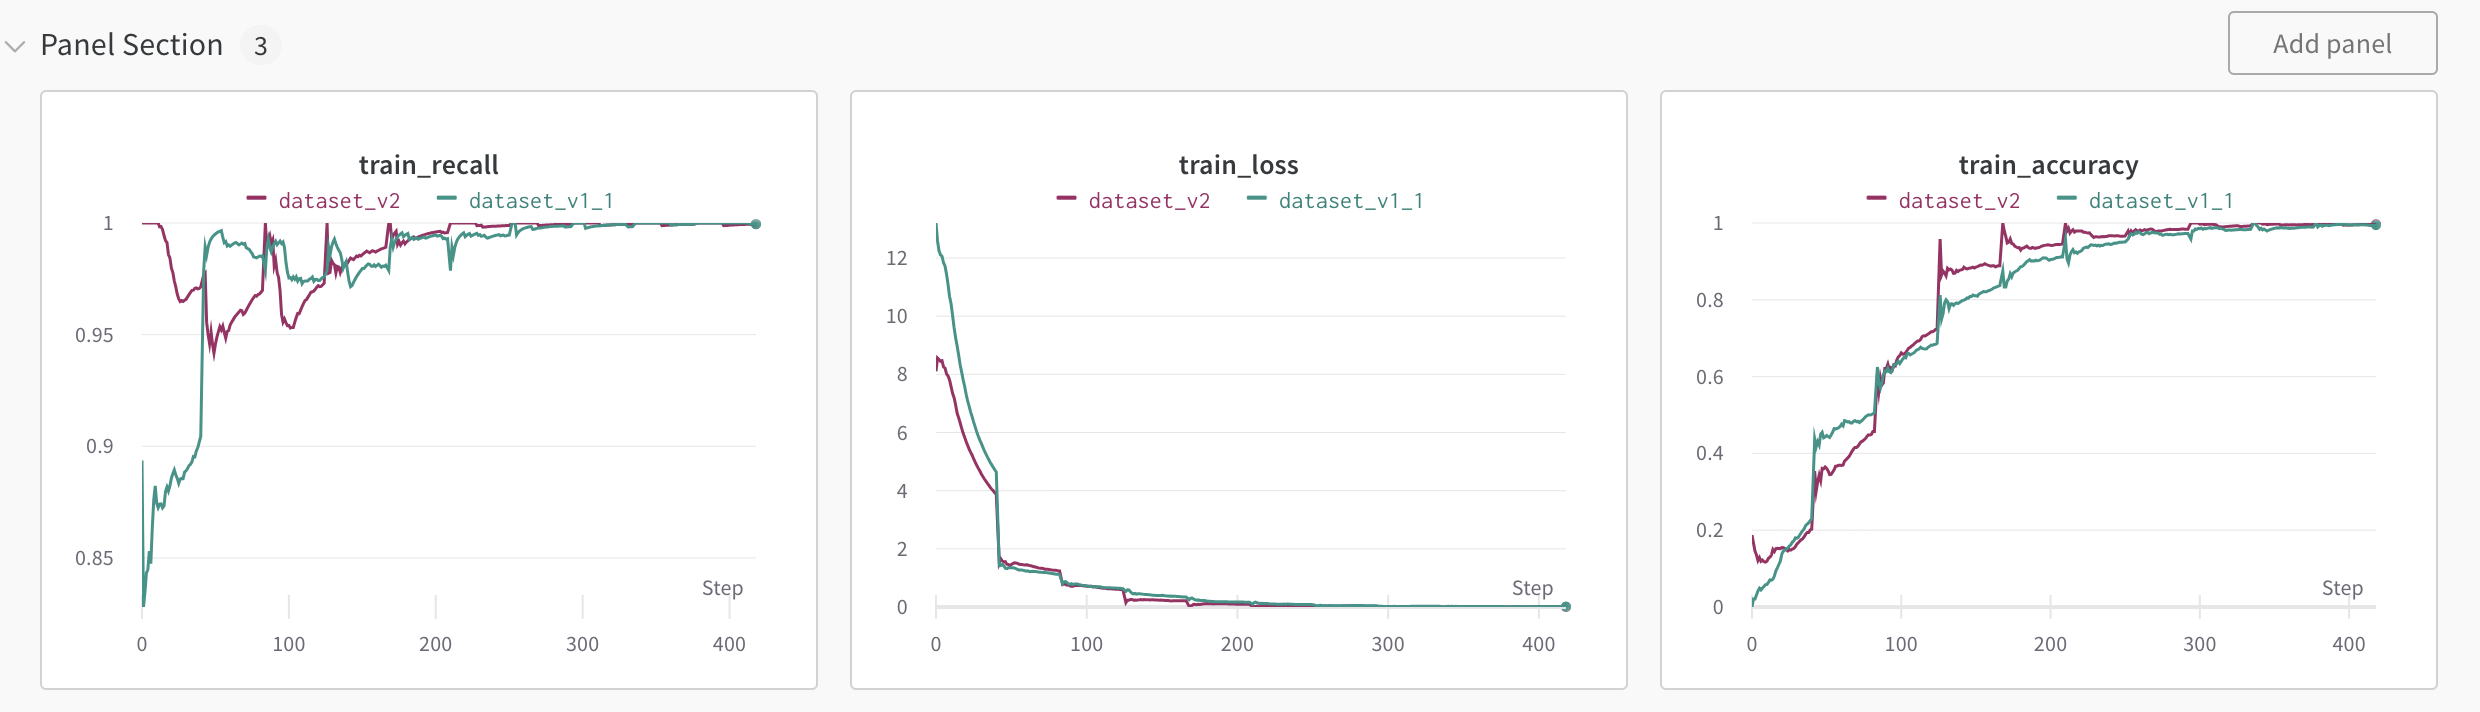 Panel Section 3
Add panel
train_recall
dataset_v2 dataset_v1_1
1
0.95
0.9
0.85
Step
0 100 200 300 400
train_loss
dataset_v2 dataset_v1_1
12
10
8
6
4
2
0
Step
0 100 200 300 400
train_accuracy
dataset_v2 dataset_v1_1
1
0.8
0.6
0.4
0.2
0
Step
0 100 200 300 400